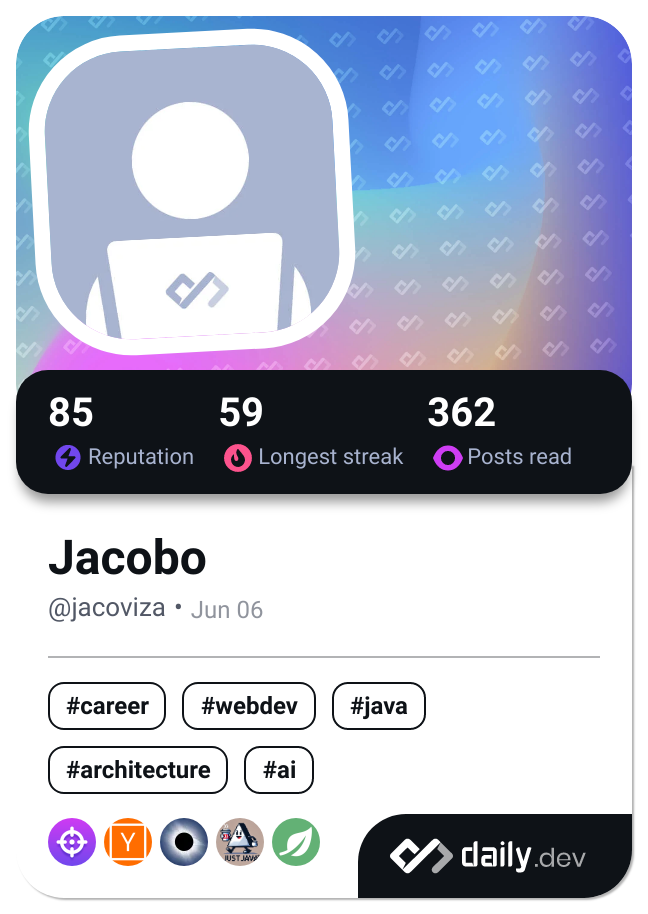 85 59 362
Reputation Longest streak Posts read
Jacobo
@jacoviza • Jun 06
#career #webdev #java
#architecture #ai
Y JUST JAVA
daily.dev